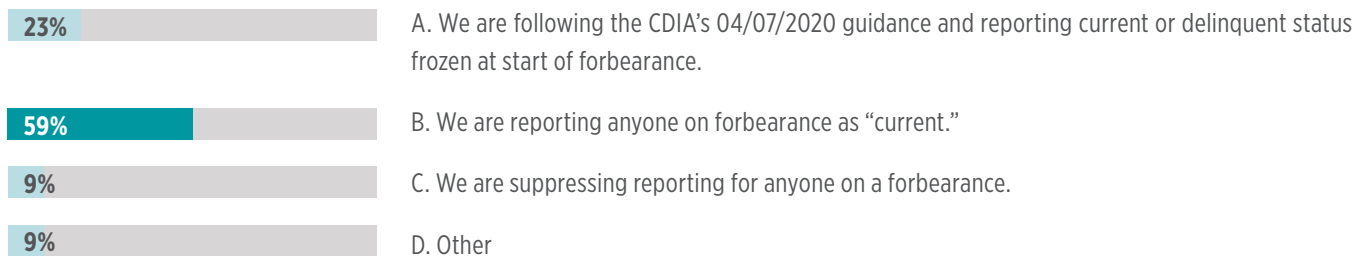 23%
A. We are following the CDIA’s 04/07/2020 guidance and reporting current or delinquent status
frozen at start of forbearance.
59%
B. We are reporting anyone on forbearance as “current.”
9%
C. We are suppressing reporting for anyone on a forbearance.
9%
D. Other